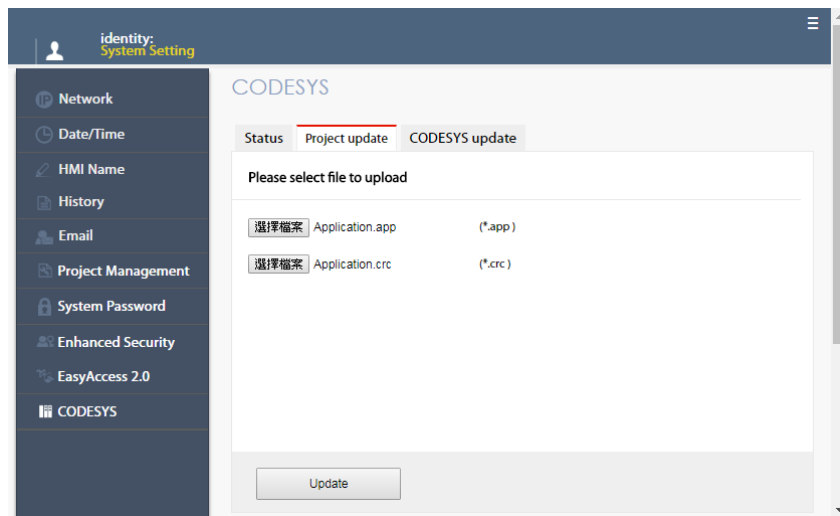 identity:
System Setting
Network
Date/Time
HMI Name
History
Email
Project Management
System Password
Enhanced Security
EasyAccess 2.0
CODESYS
CODESYS
Status Project update CODESYS update
Please select file to upload
選擇檔案 Application.app (*.app )
選擇檔案 Application.crc (*.crc )
Update